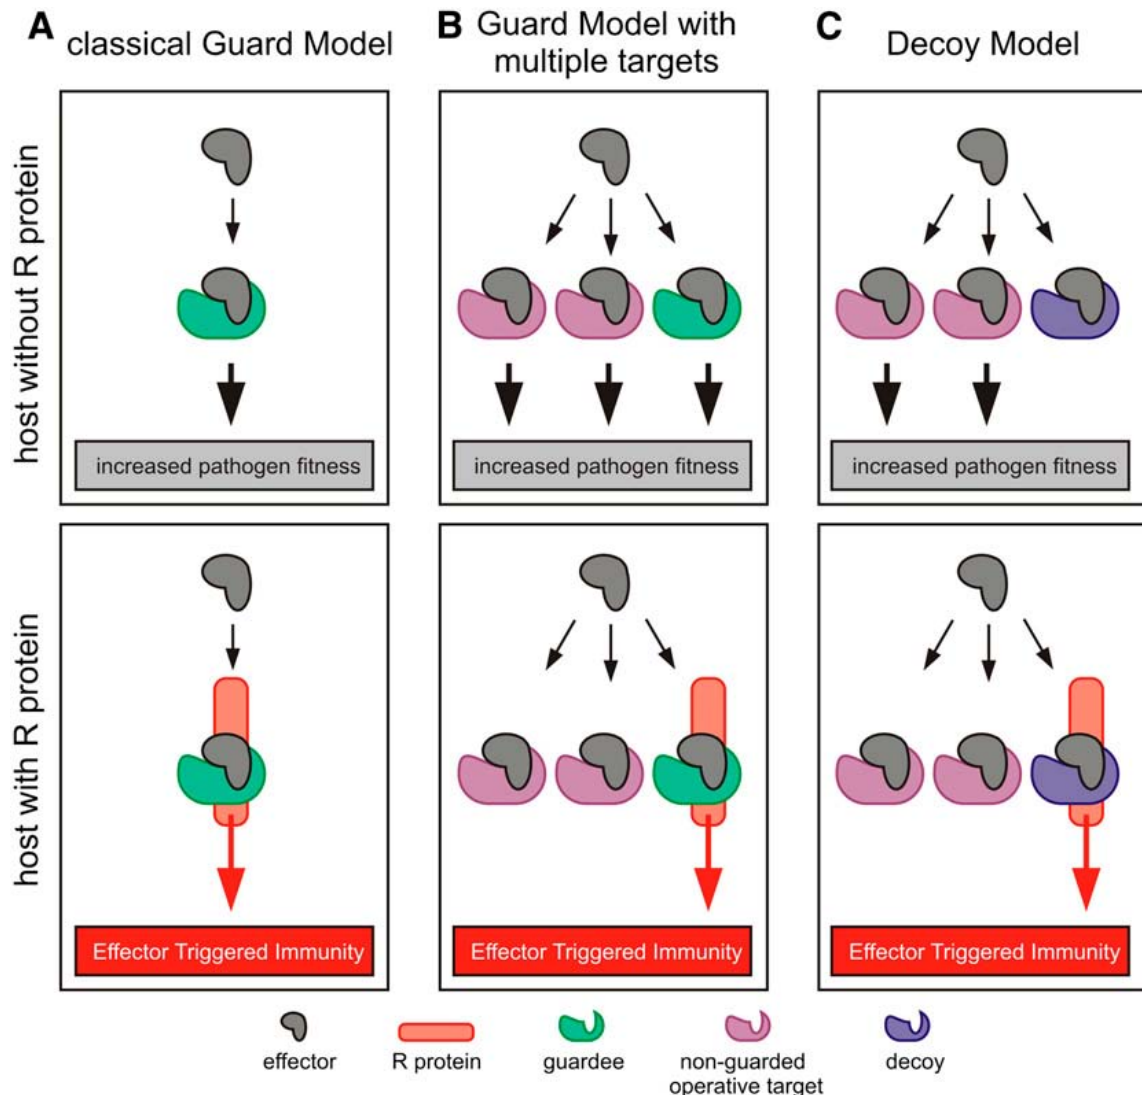 A classical Guard Model
B Guard Model with
multiple targets
C Decoy Model
host without R protein
increased pathogen fitness
increased pathogen fitness
increased pathogen fitness
host with R protein
Effector Triggered Immunity
Effector Triggered Immunity
Effector Triggered Immunity
effector
R protein
guardee
non-guarded
operative target
decoy